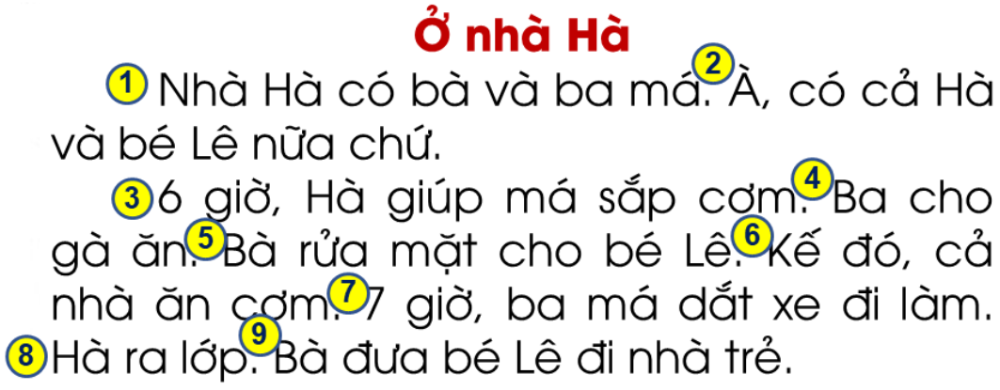 Ở nhà Hà
1 Nhà Hà có bà và ba má. 2 À, có cả Hà
và bé Lê nữa chứ.
3 6 giờ, Hà giúp má sắp cơm. 4 Ba cho
gà ăn. 5 Bà rửa mặt cho bé Lê. 6 Kế đó, cả
nhà ăn cơm. 7 7 giờ, ba má dắt xe đi làm.
8 Hà ra lớp. 9 Bà đưa bé Lê đi nhà trẻ.